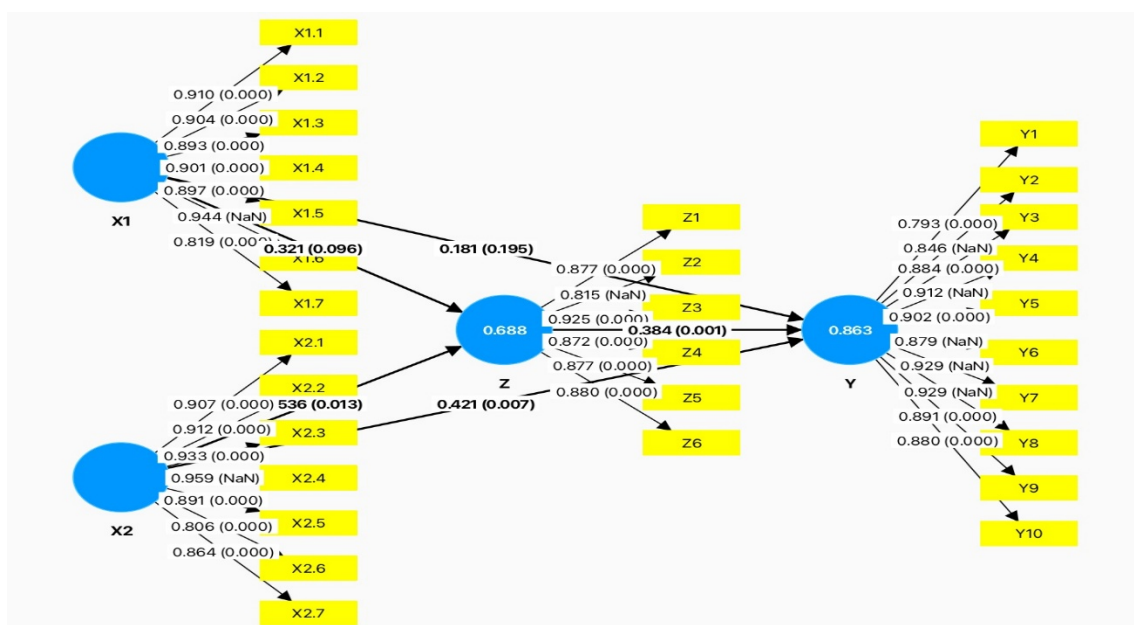 X1.1
X1.2
X1.3
X1.4
X1.5
X1.6
X1.7
0.910 (0.000)
0.904 (0.000)
0.893 (0.000)
0.901 (0.000)
0.897 (0.000)
0.944 (NaN)
0.819 (0.000)
X1
0.321 (0.096)
0.181 (0.195)
X2.1
X2.2
X2.3
X2.4
X2.5
X2.6
X2.7
0.907 (0.000)
0.912 (0.000)
0.933 (0.000)
0.959 (NaN)
0.891 (0.000)
0.806 (0.000)
0.864 (0.000)
X2
536 (0.013)
0.421 (0.007)
Z1
Z2
Z3
Z4
Z5
Z6
0.877 (0.000)
0.815 (NaN)
0.925 (0.000)
0.872 (0.000)
0.877 (0.000)
0.880 (0.000)
0.688
Z
0.384 (0.001)
Y1
Y2
Y3
Y4
Y5
Y6
Y7
Y8
Y9
Y10
0.793 (0.000)
0.846 (NaN)
0.884 (0.000)
0.912 (NaN)
0.902 (0.000)
0.879 (NaN)
0.929 (NaN)
0.929 (NaN)
0.891 (0.000)
0.880 (0.000)
0.863
Y